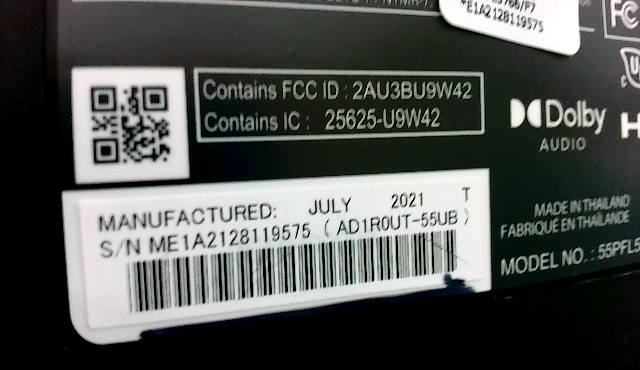 *E1A2128119575
Contains FCC ID : 2AU3BU9W42
Contains IC : 25625-U9W42
Dolby
AUDIO
MANUFACTURED: JULY 2021 T
S/N ME1A2128119575 ( AD1R0UT-55UB )
MADE IN THAILAND
FABRIQUÉ EN THAÏLANDE
MODEL NO. : 55PFL5